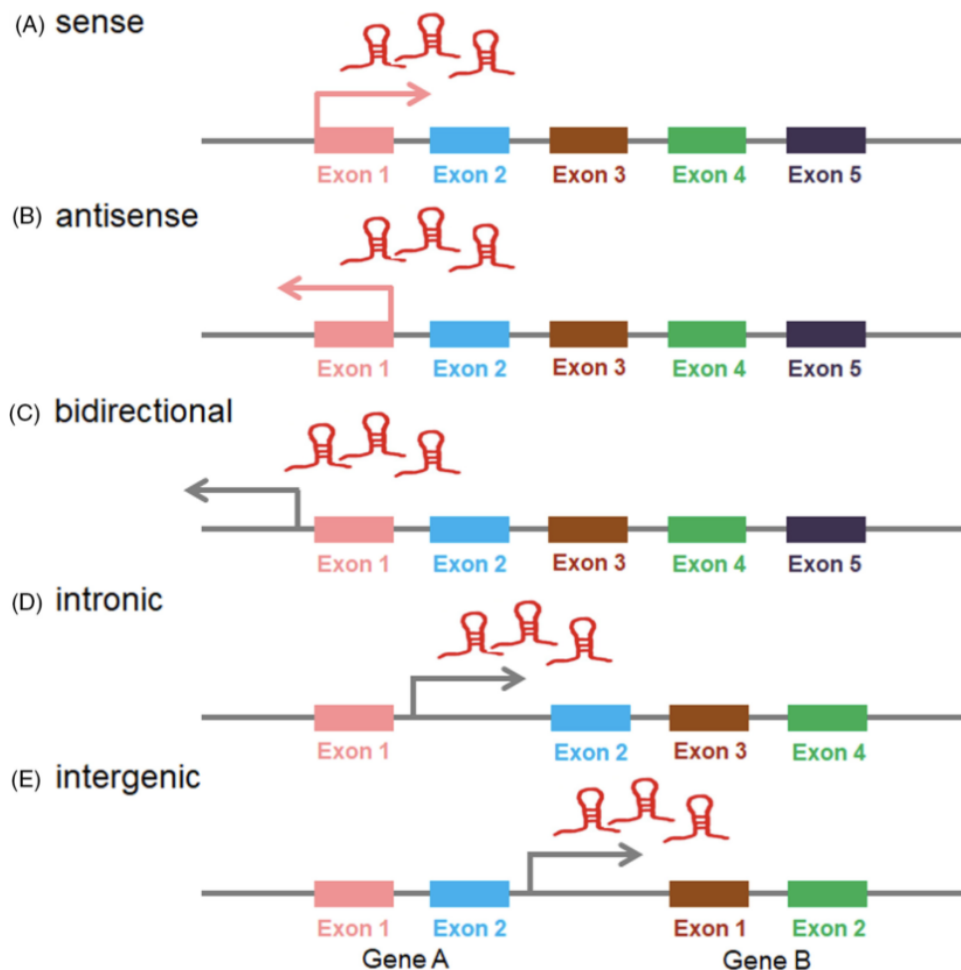 (A) sense
Exon 1 Exon 2 Exon 3 Exon 4 Exon 5
(B) antisense
Exon 1 Exon 2 Exon 3 Exon 4 Exon 5
(C) bidirectional
Exon 1 Exon 2 Exon 3 Exon 4 Exon 5
(D) intronic
Exon 1 Exon 2 Exon 3 Exon 4
(E) intergenic
Exon 1 Exon 2 Exon 1 Exon 2
Gene A Gene B